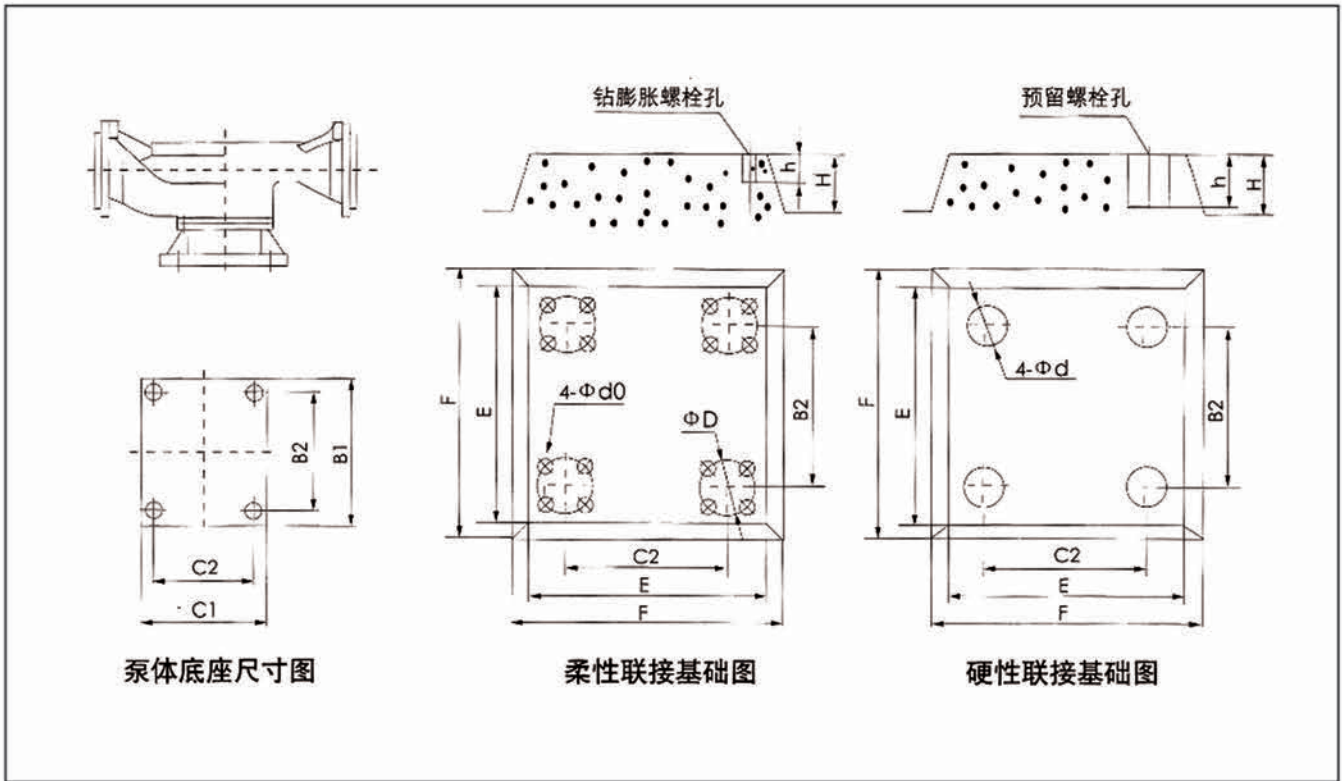 钻膨胀螺栓孔
h
H
预留螺栓孔
h
H
B2
B1
C2
C1
泵体底座尺寸图
F
E
4-Φd0
ΦD
B2
C2
E
F
柔性联接基础图
F
E
4-Φd
B2
C2
E
F
硬性联接基础图